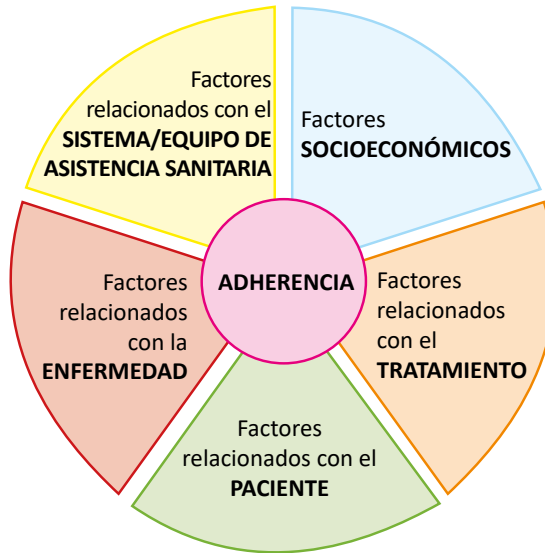 Factores
relacionados con el
SISTEMA/EQUIPO DE
ASISTENCIA SANITARIA
Factores
SOCIOECONÓMICOS
ADHERENCIA
Factores
relacionados
con la
ENFERMEDAD
Factores
relacionados
con el
TRATAMIENTO
Factores
relacionados con el
PACIENTE